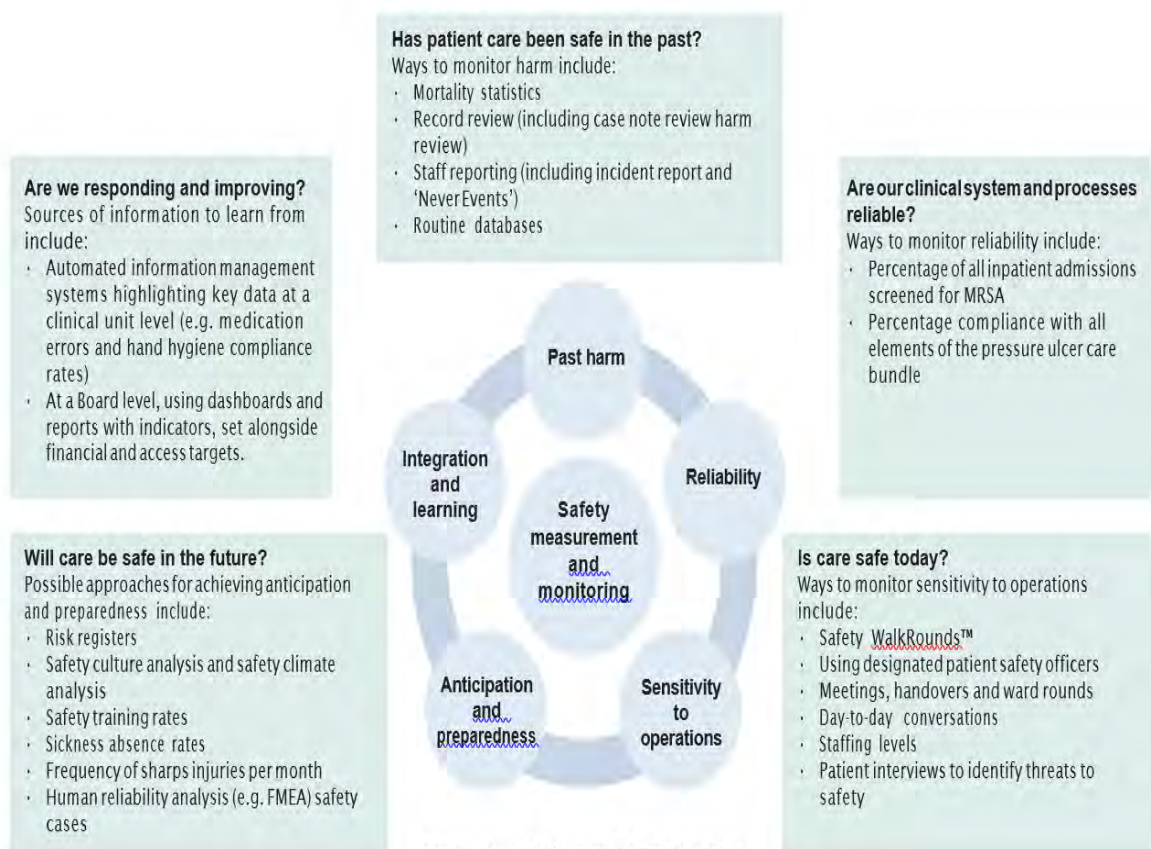 Has patient care been safe in the past?
Ways to monitor harm include:
· Mortality statistics
· Record review (including case note review harm
review)
· Staff reporting (including incident report and
‘NeverEvents’)
· Routine databases
Are we responding and improving?
Sources of information to learn from
include:
· Automated information management
systems highlighting key data at a
clinical unit level (e.g. medication
errors and hand hygiene compliance
rates)
· At a Board level, using dashboards and
reports with indicators, set alongside
financial and access targets.
Are our clinical system and processes
reliable?
Ways to monitor reliability include:
· Percentage of all inpatient admissions
screened for MRSA
· Percentage compliance with all
elements of the pressure ulcer care
bundle
Past harm
Integration
and
learning
Reliability
Safety
measurement
and
monitoring
Anticipation
and
preparedness
Sensitivity
to
operations
Will care be safe in the future?
Possible approaches for achieving anticipation
and preparedness include:
· Risk registers
· Safety culture analysis and safety climate
analysis
· Safety training rates
· Sickness absence rates
· Frequency of sharps injuries per month
· Human reliability analysis (e.g. FMEA) safety
cases
Is care safe today?
Ways to monitor sensitivity to operations
include:
· Safety WalkRounds™
· Using designated patient safety officers
· Meetings, handovers and ward rounds
· Day-to-day conversations
· Staffing levels
· Patient interviews to identify threats to
safety